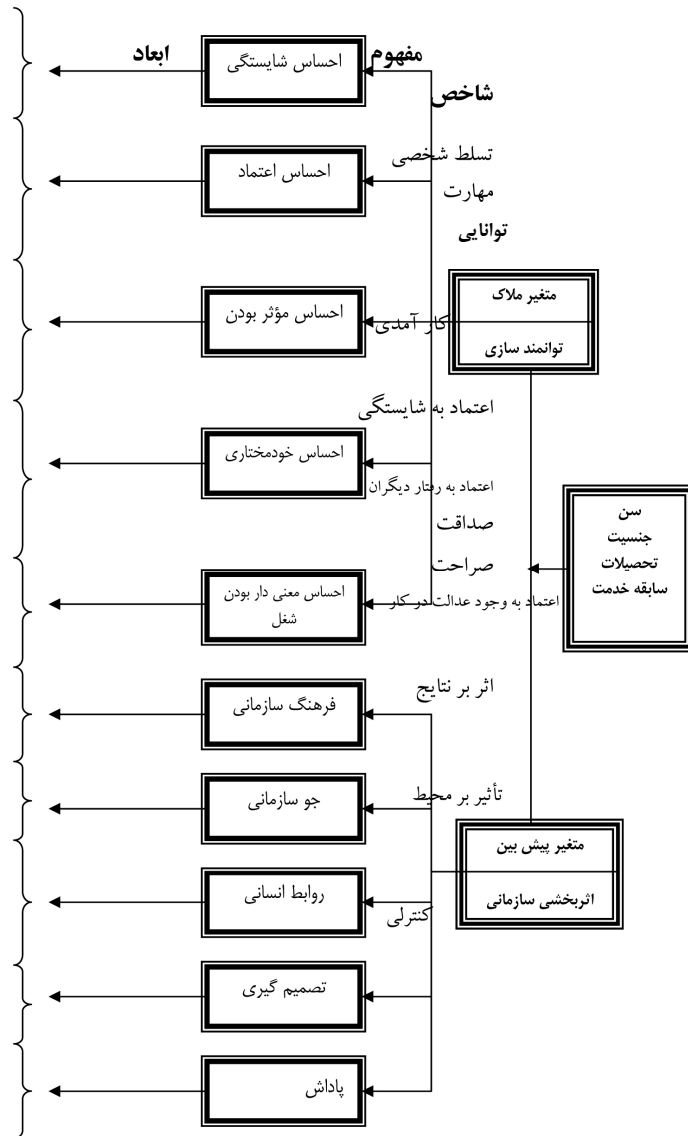 ابعاد
مفهوم
شاخص
احساس شایستگی
تسلط شخصی
احساس اعتماد
مهارت
توانایی
متغیر ملاک
توانمند سازی
احساس مؤثر بودن
کار آمدی
اعتماد به شایستگی
احساس خودمختاری
اعتماد به رفتار دیگران
صداقت
صراحت
سن
جنسیت
تحصیلات
سابقه خدمت
احساس معنی دار بودن
شغل
اعتماد به وجود عدالت در کار
اثر بر نتایج
فرهنگ سازمانی
تأثیر بر محیط
جو سازمانی
متغیر پیش بین
اثربخشی سازمانی
روابط انسانی
کنترلی
تصمیم گیری
پاداش